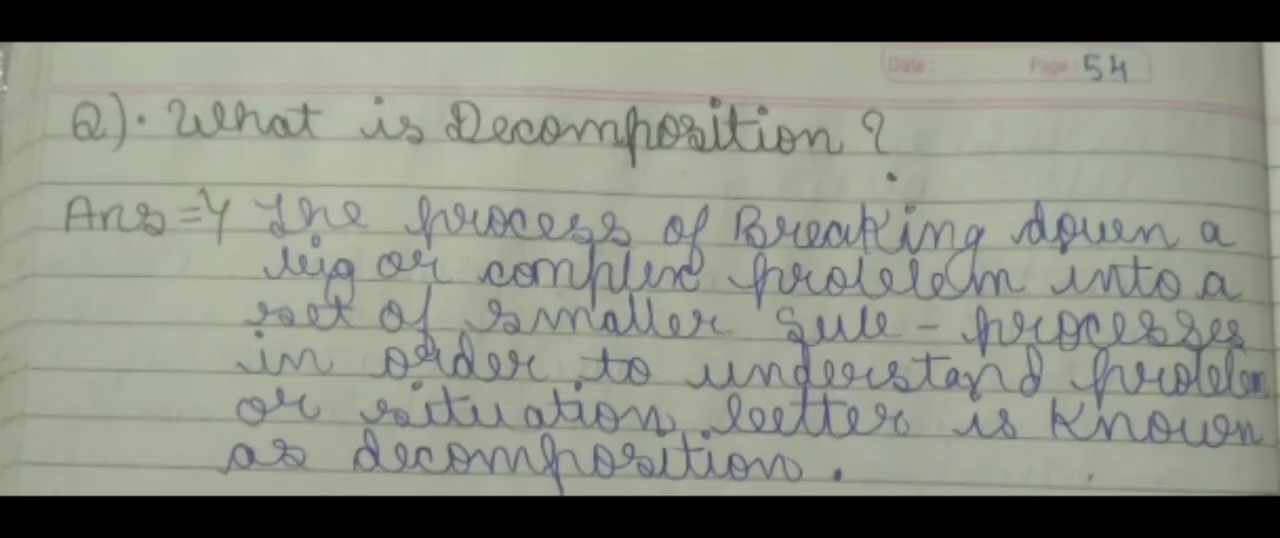 Date : Page : 54
Q). What is Decomposition ?
Ans => The process of Breaking down a
big or complex problem into a
set of smaller sub - processes
in order to understand problem
or situation better is Known
as decomposition .